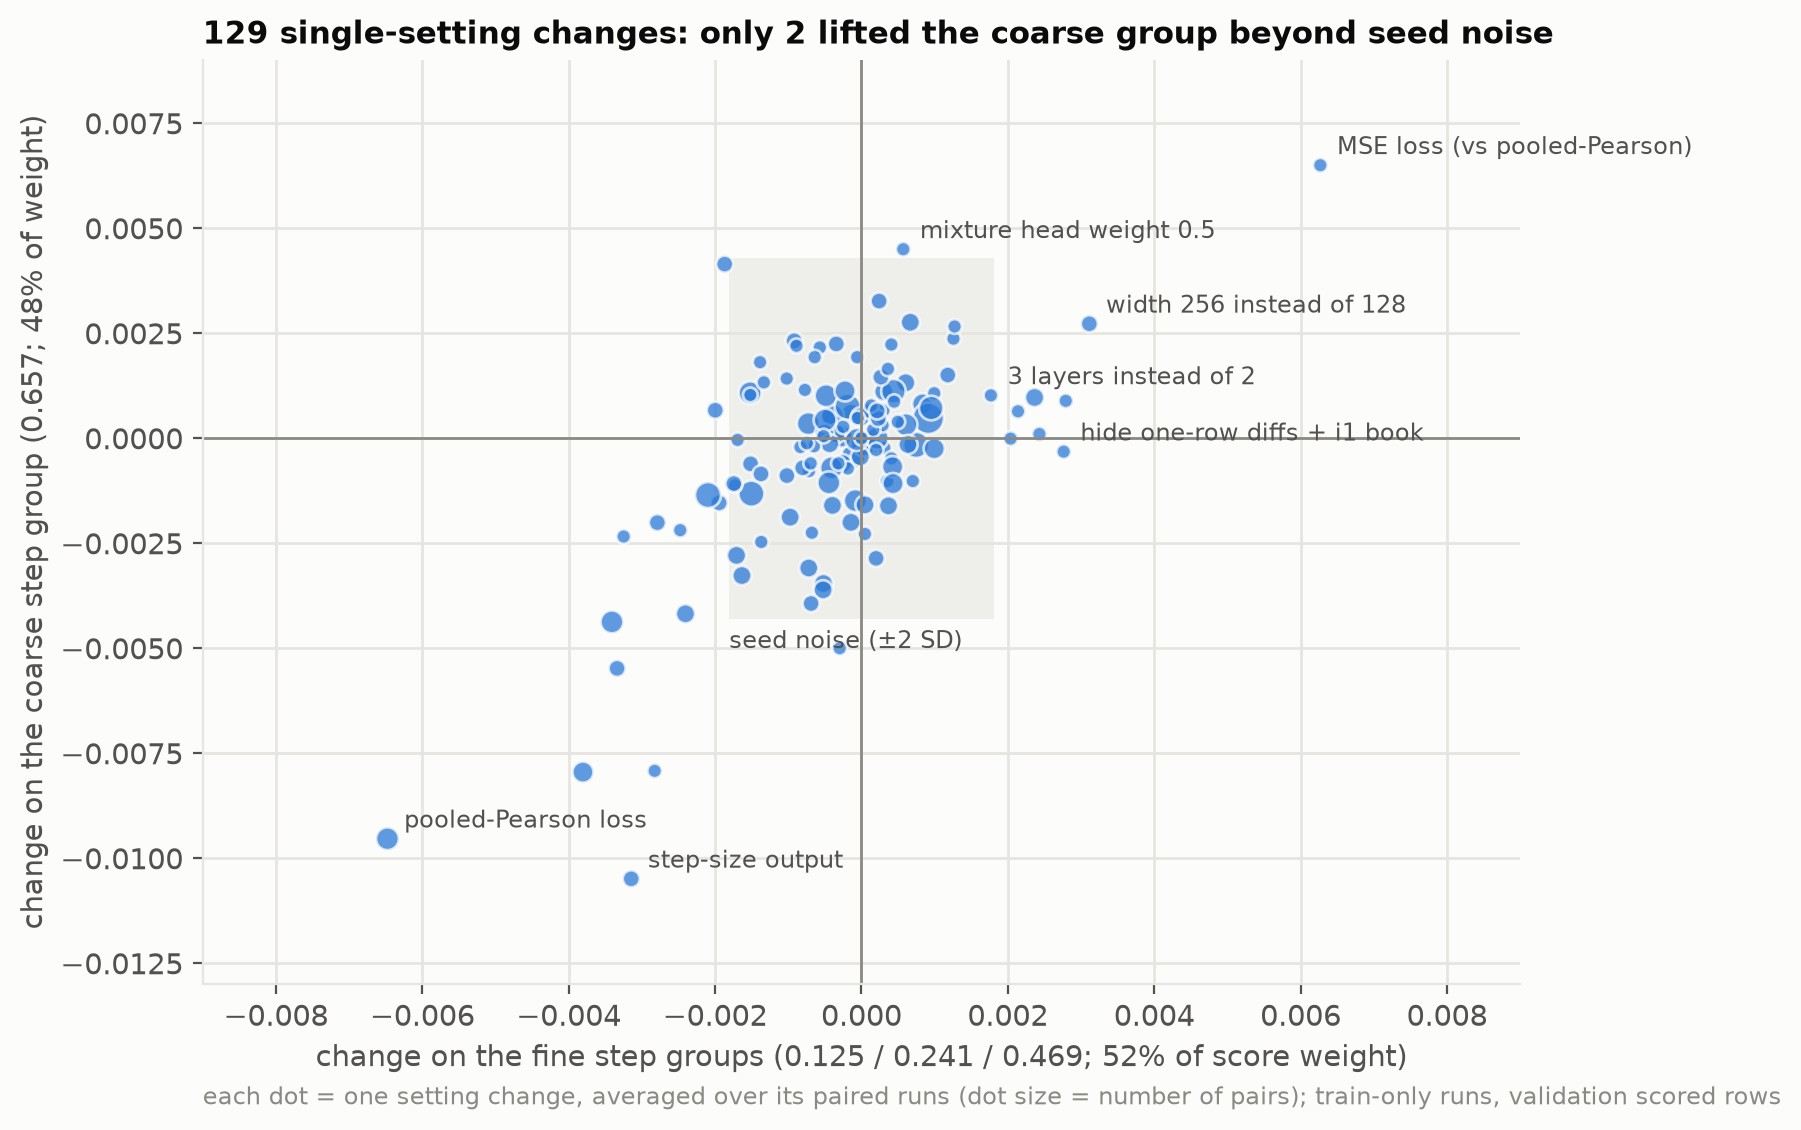 129 single-setting changes: only 2 lifted the coarse group beyond seed noise
change on the coarse step group (0.657; 48% of weight)
0.0075
0.0050
0.0025
0.0000
−0.0025
−0.0050
−0.0075
−0.0100
−0.0125
MSE loss (vs pooled-Pearson)
mixture head weight 0.5
width 256 instead of 128
3 layers instead of 2
hide one-row diffs + i1 book
seed noise (±2 SD)
pooled-Pearson loss
step-size output
−0.008
−0.006
−0.004
−0.002
0.000
0.002
0.004
0.006
0.008
change on the fine step groups (0.125 / 0.241 / 0.469; 52% of score weight)
each dot = one setting change, averaged over its paired runs (dot size = number of pairs); train-only runs, validation scored rows